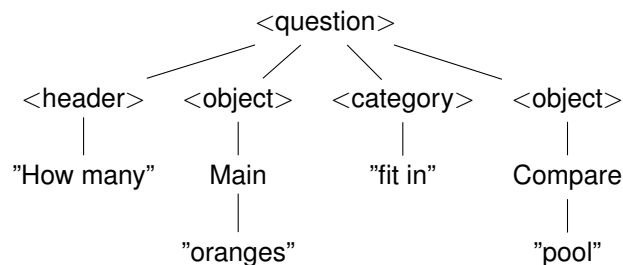 <question>
<header> <object> <category> <object>
”How many” Main ”fit in” Compare
”oranges” ”pool”